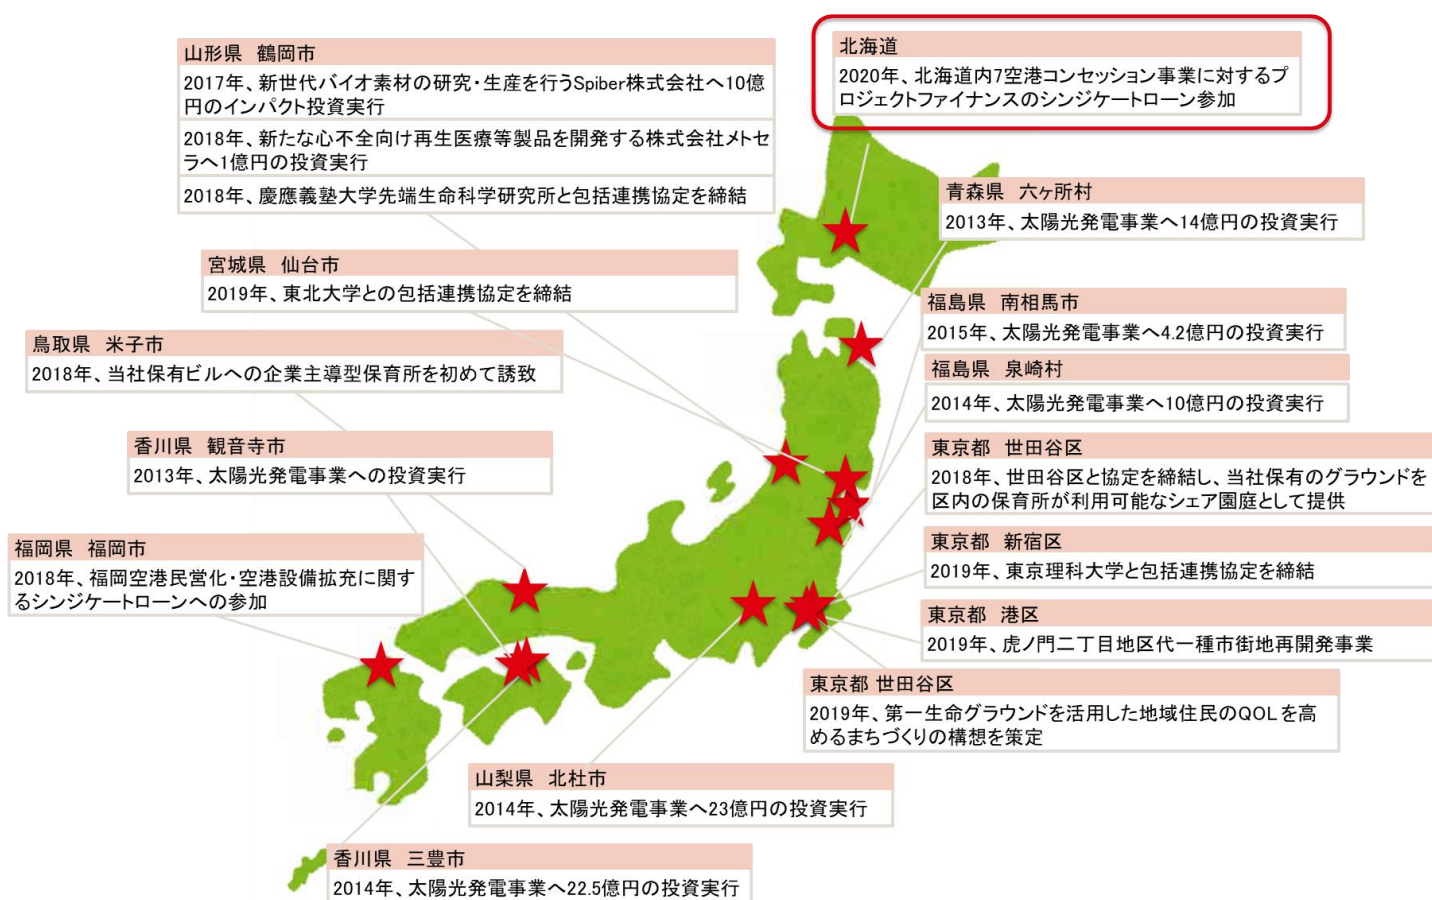 山形県 鶴岡市
2017年、新世代バイオ素材の研究・生産を行うSpiber株式会社へ10億
円のインパクト投資実行
2018年、新たな心不全向け再生医療等製品を開発する株式会社メトセ
ラへ1億円の投資実行
2018年、慶應義塾大学先端生命科学研究所と包括連携協定を締結
北海道
2020年、北海道内7空港コンセッション事業に対するプ
ロジェクトファイナンスのシンジケートローン参加
青森県 六ヶ所村
2013年、太陽光発電事業へ14億円の投資実行
宮城県 仙台市
2019年、東北大学との包括連携協定を締結
福島県 南相馬市
2015年、太陽光発電事業へ4.2億円の投資実行
鳥取県 米子市
2018年、当社保有ビルへの企業主導型保育所を初めて誘致
福島県 泉崎村
2014年、太陽光発電事業へ10億円の投資実行
香川県 観音寺市
2013年、太陽光発電事業への投資実行
東京都 世田谷区
2018年、世田谷区と協定を締結し、当社保有のグラウンドを
区内の保育所が利用可能なシェア園庭として提供
福岡県 福岡市
2018年、福岡空港民営化・空港設備拡充に関す
るシンジケートローンへの参加
東京都 新宿区
2019年、東京理科大学と包括連携協定を締結
東京都 港区
2019年、虎ノ門二丁目地区代一種市街地再開発事業
東京都 世田谷区
2019年、第一生命グラウンドを活用した地域住民のQOLを高
めるまちづくりの構想を策定
山梨県 北杜市
2014年、太陽光発電事業へ23億円の投資実行
香川県 三豊市
2014年、太陽光発電事業へ22.5億円の投資実行